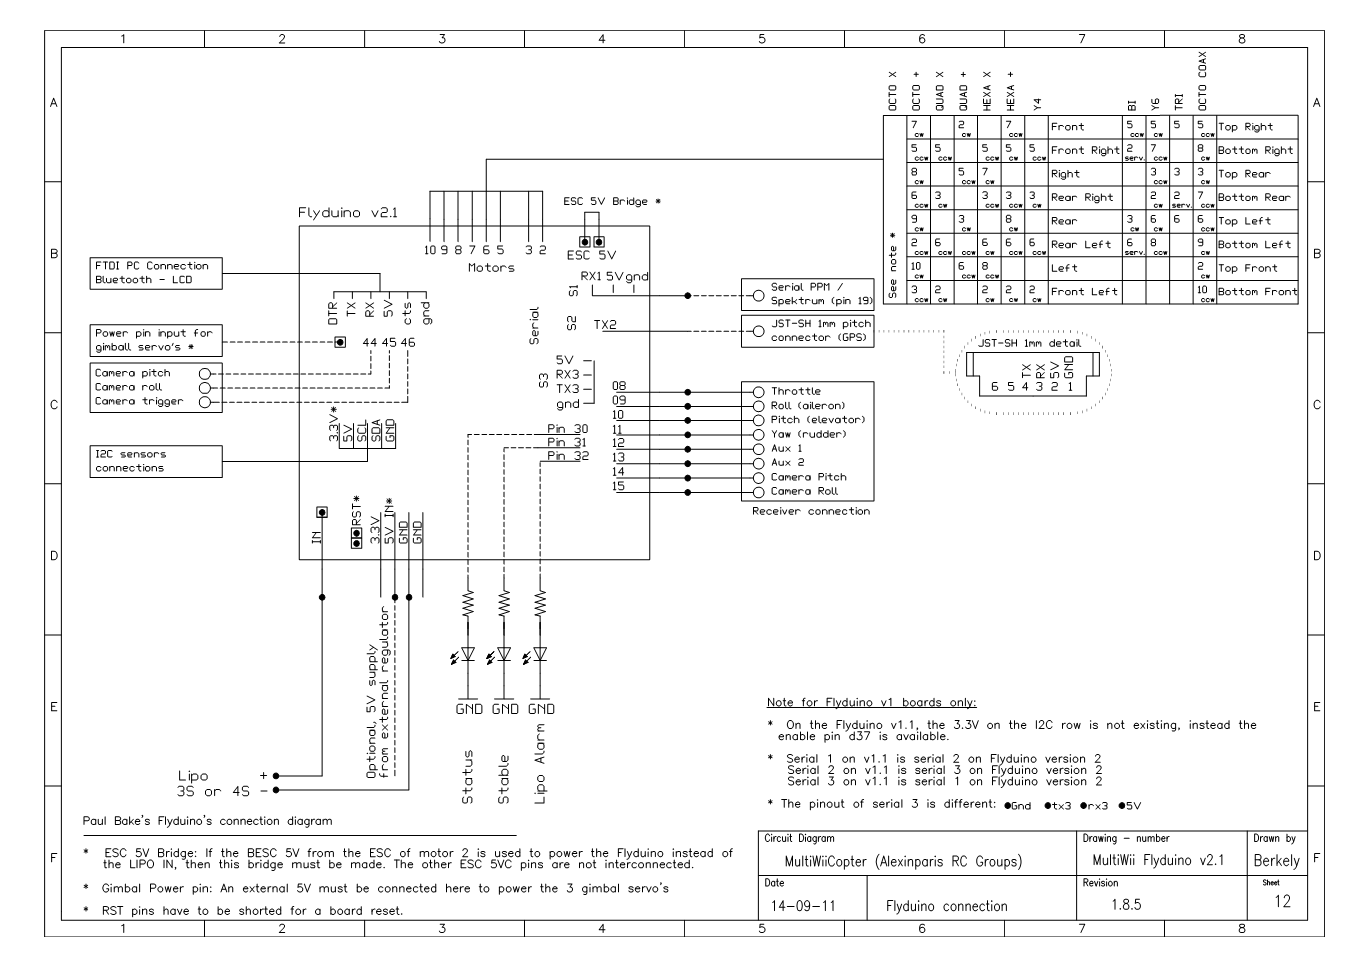 1 2 3 4 5 6 7 8
A A
B B
C C
D D
E E
F F
OCTO X OCTO + QUAD X QUAD + HEXA X HEXA + Y4 BI Y6 TRI OCTO COAX
See note *
7 cw 2 cw 7 ccw Front 5 ccw 5 cw 5 5 ccw Top Right
5 ccw 5 ccw 5 ccw 5 cw 5 ccw Front Right 2 serv. 7 ccw 8 cw Bottom Right
8 cw 5 ccw 7 cw Right 3 ccw 3 3 cw Top Rear
6 ccw 3 cw 3 ccw 3 ccw 3 cw Rear Right 2 cw 2 serv. 7 ccw Bottom Rear
9 cw 3 cw 8 cw Rear 3 cw 6 cw 6 6 ccw Top Left
2 ccw 6 ccw 6 cw 6 ccw 6 ccw Rear Left 6 serv. 8 ccw 9 cw Bottom Left
10 cw 6 ccw 8 ccw Left 2 cw Top Front
3 ccw 2 cw 2 cw 2 cw 2 cw Front Left 10 ccw Bottom Front
Flyduino v2.1
ESC 5V Bridge *
10 9 8 7 6 5 3 2
Motors
ESC 5V
FTDI PC Connection
Bluetooth - LCD
DTR TX RX 5V cts gnd
RX1 5V gnd
S1
Serial PPM /
Spektrum (pin 19)
Serial
S2
TX2
JST-SH 1mm pitch
connector (GPS)
JST-SH 1mm detail
TX RX 5V GND
6 5 4 3 2 1
Power pin input for
gimball servo's *
44 45 46
Camera pitch
Camera roll
Camera trigger
S3
5V
RX3
TX3
gnd
08 Throttle
09 Roll (aileron)
10 Pitch (elevator)
11 Yaw (rudder)
12 Aux 1
13 Aux 2
14 Camera Pitch
15 Camera Roll
Receiver connection
Pin 30
Pin 31
Pin 32
3.3V* 5V SCL SDA GND
I2C sensors
connections
IN
RST*
3.3V 5V IN* GND GND
Optional, 5V supply
from external regulator
GND GND GND
Status
Stable
Lipo Alarm
Lipo +
3S or 4S -
Note for Flyduino v1 boards only:
* On the Flyduino v1.1, the 3.3V on the I2C row is not existing, instead the
enable pin d37 is available.
* Serial 1 on v1.1 is serial 2 on Flyduino version 2
Serial 2 on v1.1 is serial 3 on Flyduino version 2
Serial 3 on v1.1 is serial 1 on Flyduino version 2
* The pinout of serial 3 is different: ●Gnd ●tx3 ●rx3 ●5V
Paul Bake's Flyduino's connection diagram
* ESC 5V Bridge: If the BESC 5V from the ESC of motor 2 is used to power the Flyduino instead of
the LIPO IN, then this bridge must be made. The other ESC 5VC pins are not interconnected.
* Gimbal Power pin: An external 5V must be connected here to power the 3 gimbal servo's
* RST pins have to be shorted for a board reset.
Circuit Diagram
MultiWiiCopter (Alexinparis RC Groups)
Drawing - number
MultiWii Flyduino v2.1
Drawn by
Berkely
Date
14-09-11
Flyduino connection
Revision
1.8.5
Sheet
12
1 2 3 4 5 6 7 8